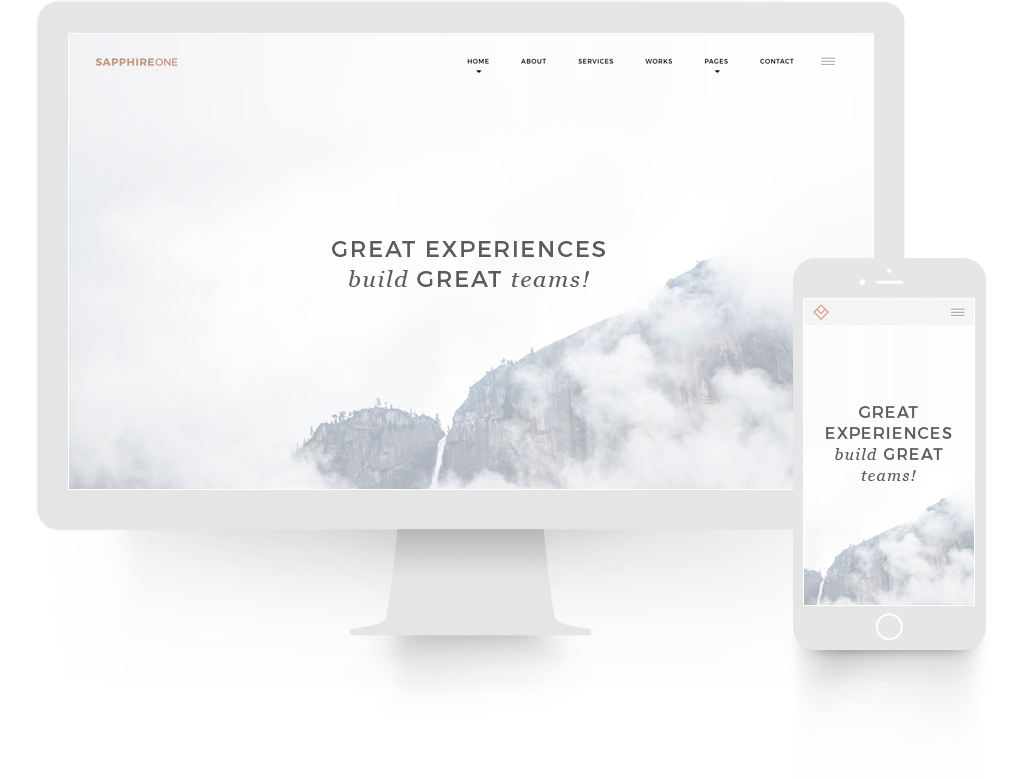 SAPPHIREONE
HOME ABOUT SERVICES WORKS PAGES CONTACT
GREAT EXPERIENCES
build GREAT teams!
GREAT
EXPERIENCES
build GREAT
teams!